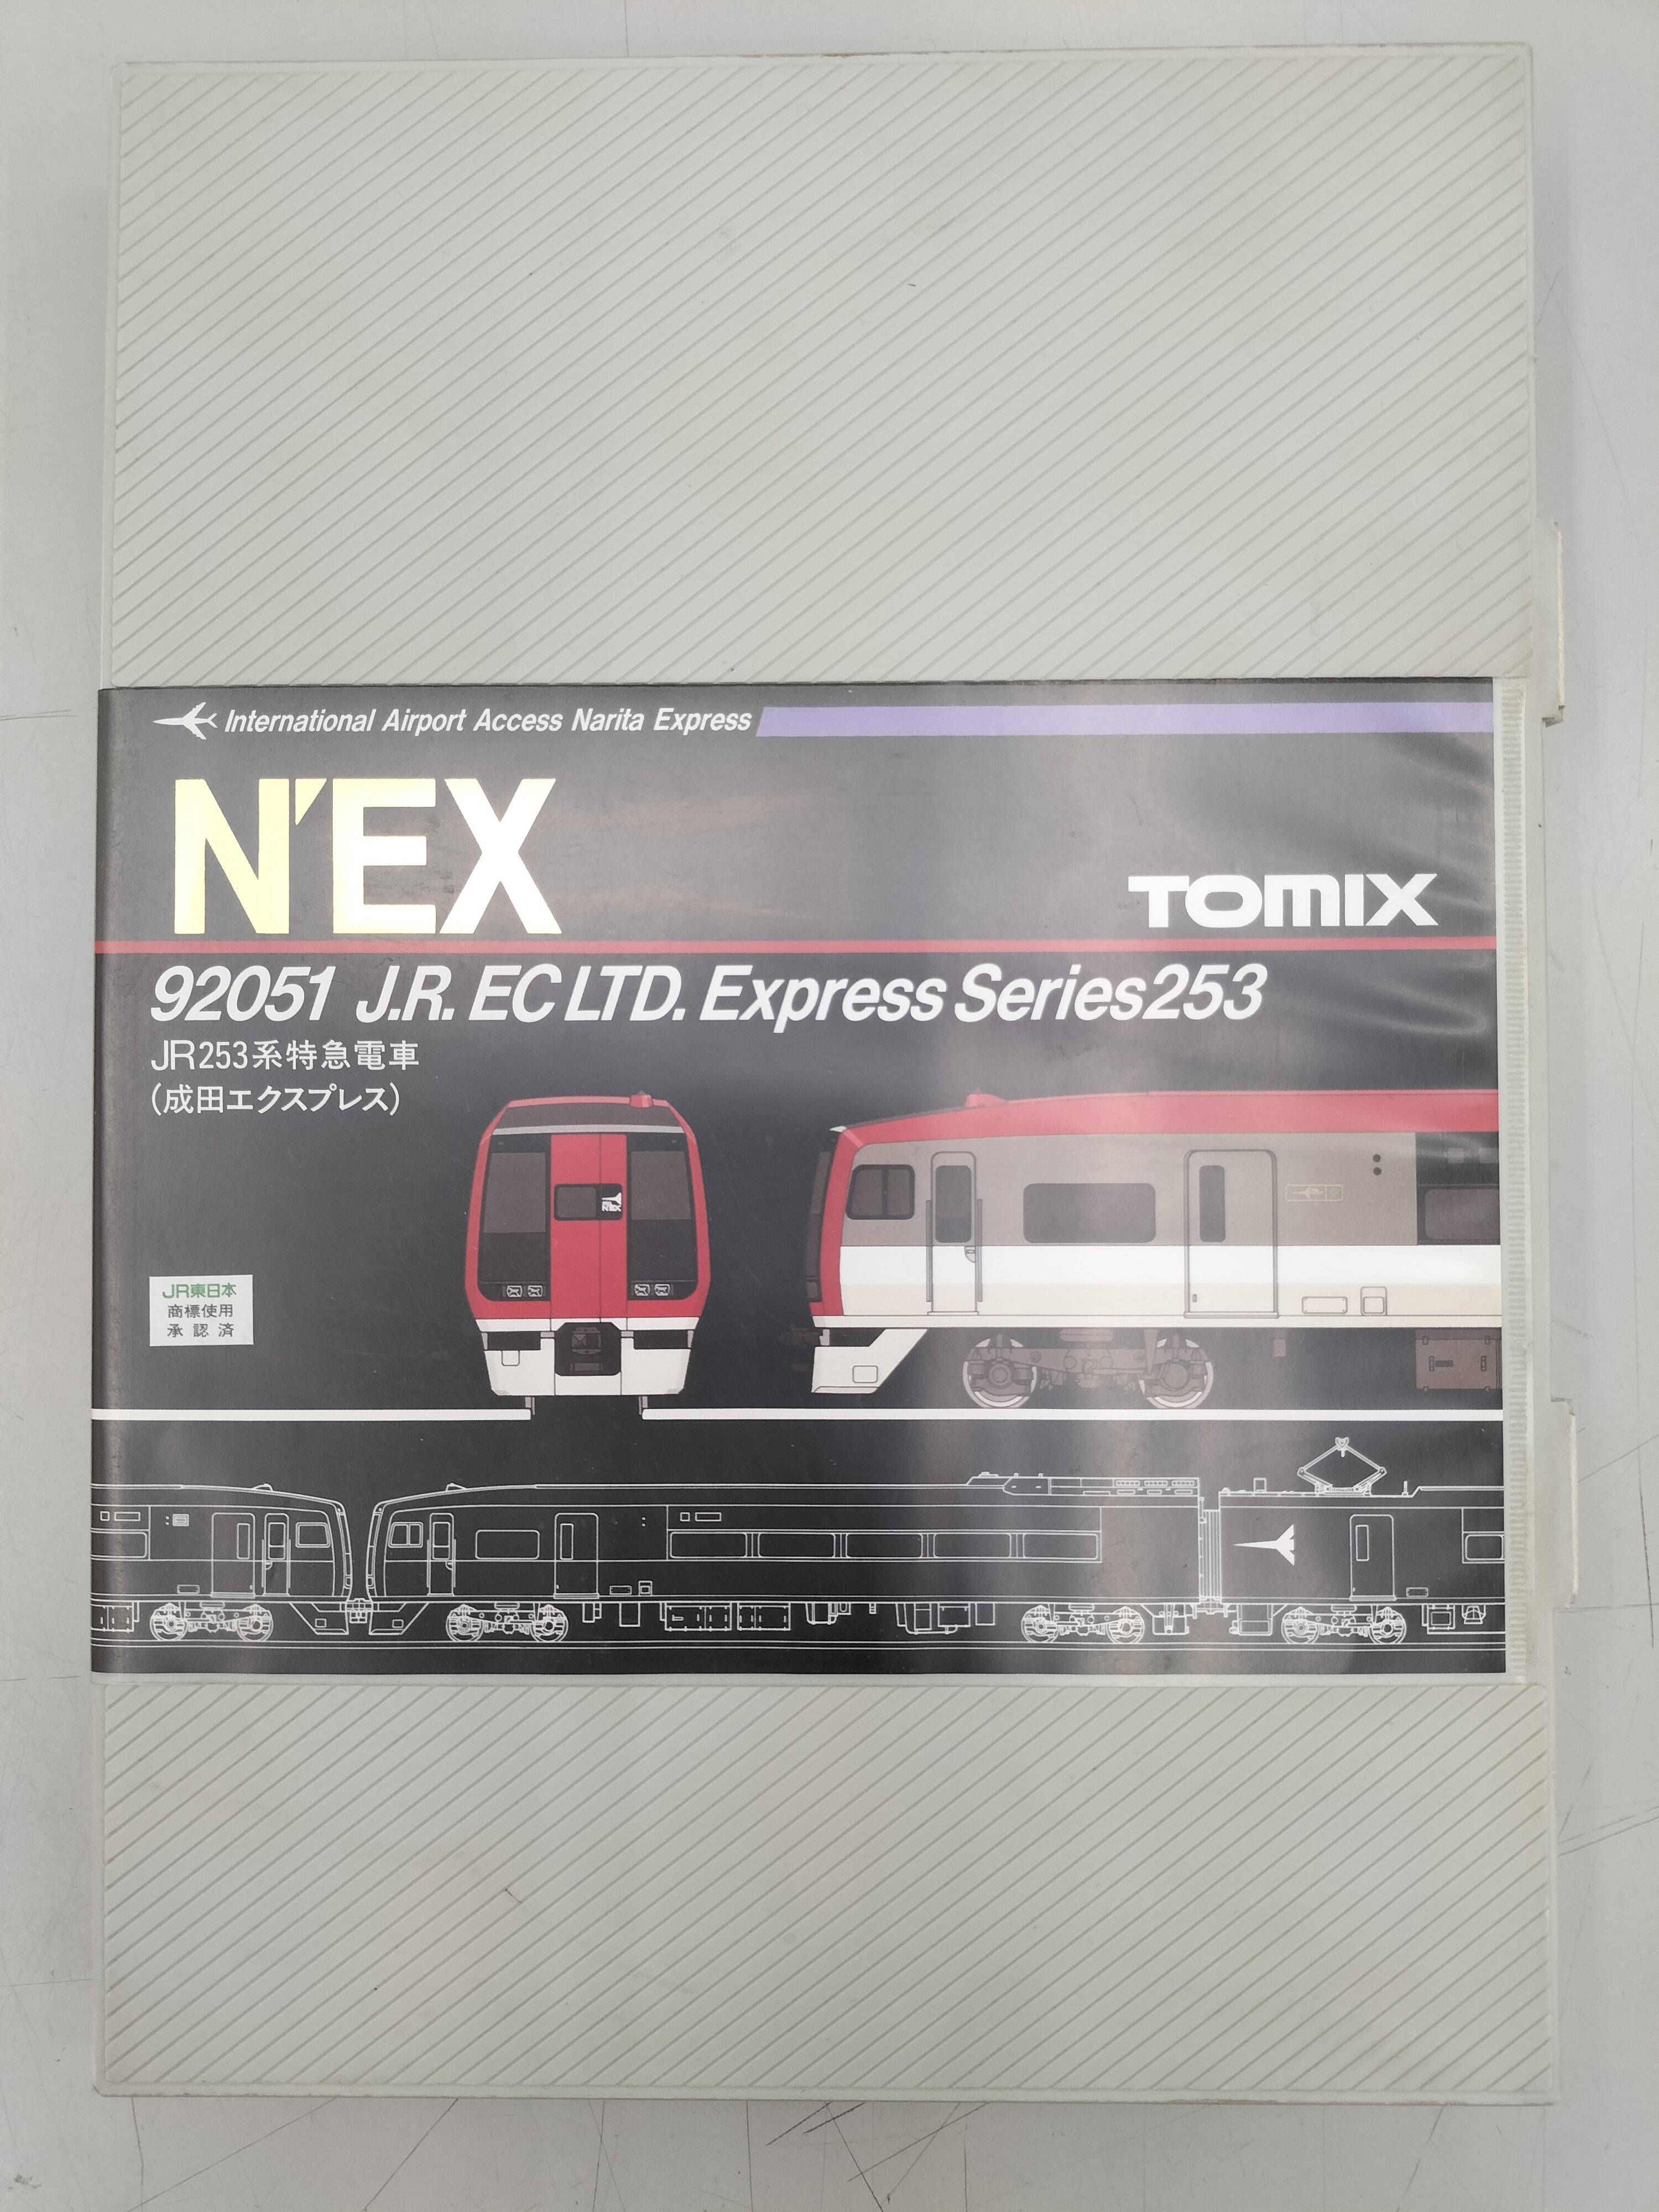 International Airport Access Narita Express
N'EX
TOMIX
92051 J.R. EC LTD. Express Series253
JR253系特急電車
(成田エクスプレス)
N'EX
JR東日本
商標使用
承認済